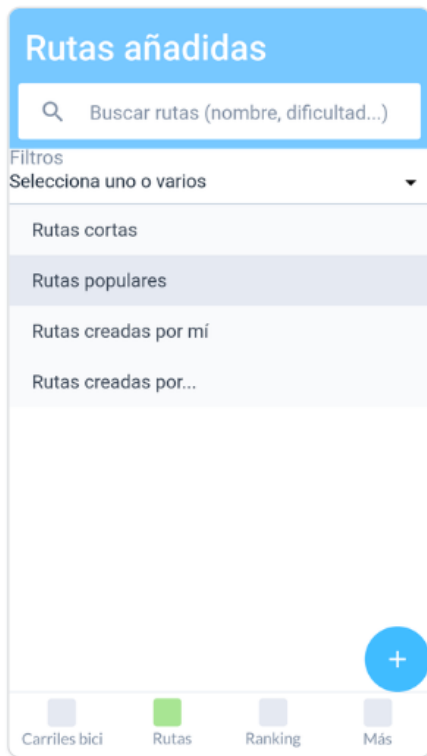 Rutas añadidas
Buscar rutas (nombre, dificultad...)
Filtros
Selecciona uno o varios
Rutas cortas
Rutas populares
Rutas creadas por mí
Rutas creadas por...
+
Carriles bici Rutas Ranking Más